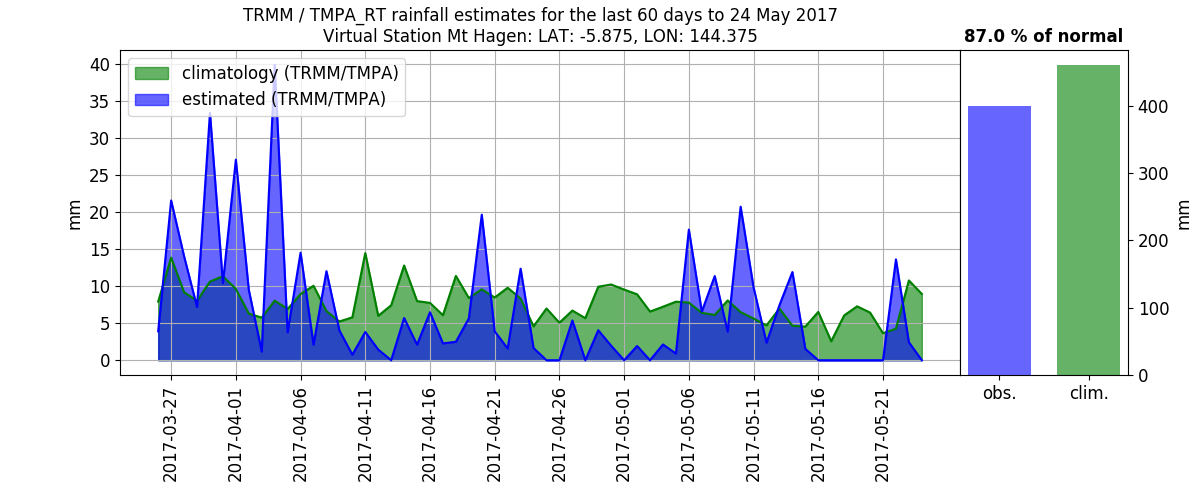 TRMM / TMPA_RT rainfall estimates for the last 60 days to 24 May 2017
Virtual Station Mt Hagen: LAT: -5.875, LON: 144.375
87.0 % of normal
climatology (TRMM/TMPA)
estimated (TRMM/TMPA)
mm
40
35
30
25
20
15
10
5
0
2017-03-27
2017-04-01
2017-04-06
2017-04-11
2017-04-16
2017-04-21
2017-04-26
2017-05-01
2017-05-06
2017-05-11
2017-05-16
2017-05-21
obs.
clim.
400
300
200
100
0
mm